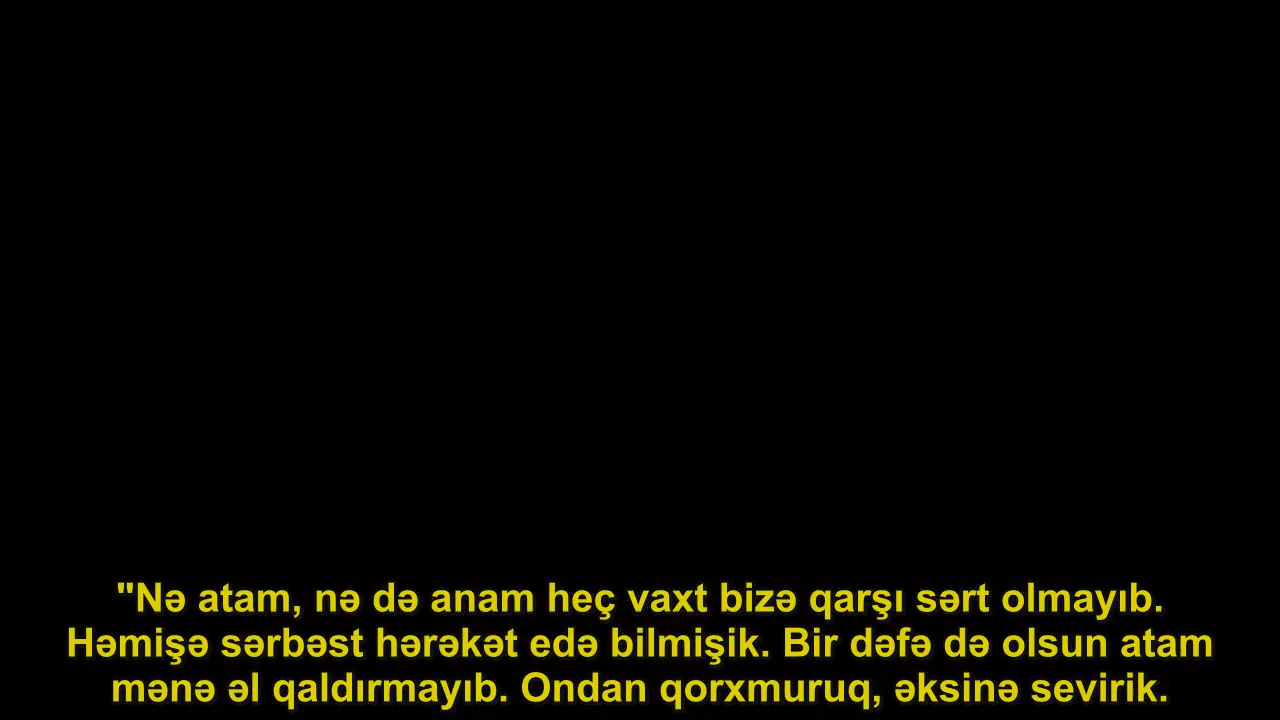 "Nə atam, nə də anam heç vaxt bizə qarşı sərt olmayıb.
Həmişə sərbəst hərəkət edə bilmişik. Bir dəfə də olsun atam
mənə əl qaldırmayıb. Ondan qorxmuruq, əksinə sevirik.